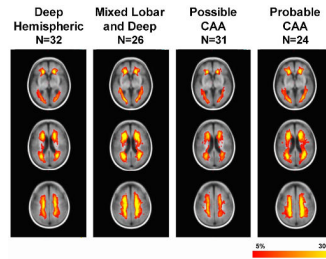 Deep
Hemispheric
N=32
Mixed Lobar
and Deep
N=26
Possible
CAA
N=31
Probable
CAA
N=24
5%
30